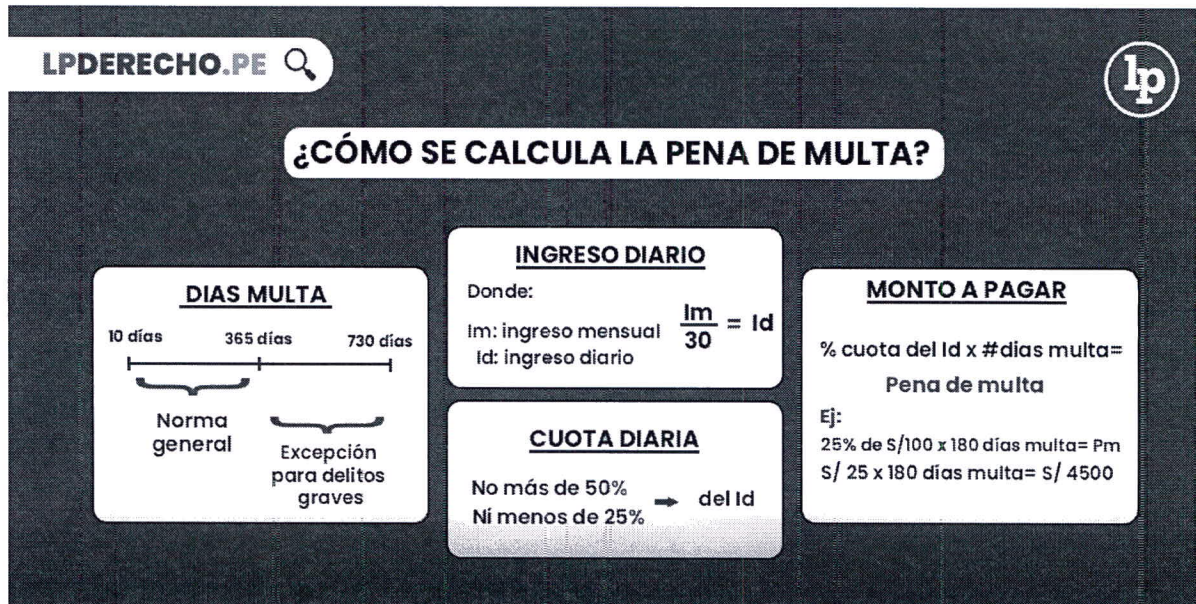 LPDERECHO.PE
lp
¿CÓMO SE CALCULA LA PENA DE MULTA?
DIAS MULTA
10 días 365 días 730 días
Norma
general
Excepción
para delitos
graves
INGRESO DIARIO
Donde:
Im: ingreso mensual
Id: ingreso diario
Im
30
= Id
CUOTA DIARIA
No más de 50%
Ni menos de 25%
➡ del Id
MONTO A PAGAR
% cuota del Id x #dias multa=
Pena de multa
Ej:
25% de S/100 x 180 días multa= Pm
S/ 25 x 180 días multa= S/ 4500